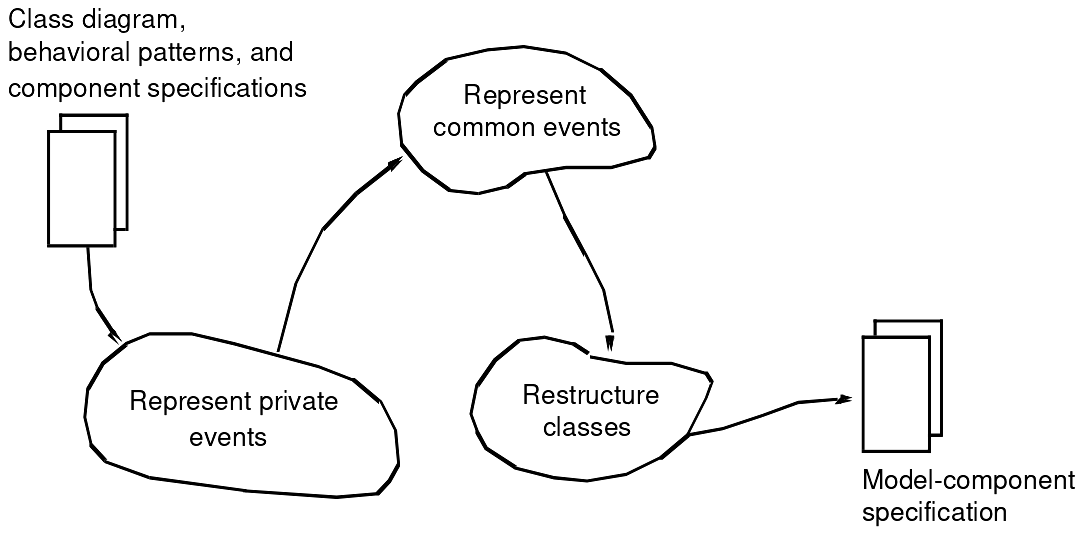 Class diagram,
behavioral patterns, and
component specifications
Represent
common events
Represent private
events
Restructure
classes
Model-component
specification